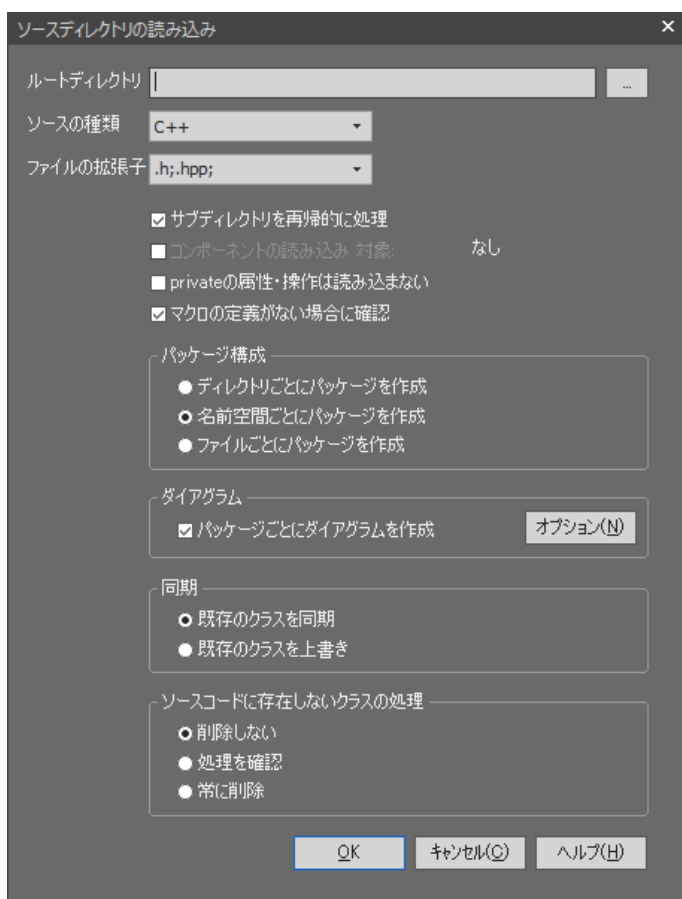 ソースディレクトリの読み込み
ルートディレクトリ
...
ソースの種類 C++
ファイルの拡張子 .h;.hpp;
サブディレクトリを再帰的に処理
コンポーネントの読み込み 対象: なし
privateの属性・操作は読み込まない
マクロの定義がない場合に確認
パッケージ構成
ディレクトリごとにパッケージを作成
名前空間ごとにパッケージを作成
ファイルごとにパッケージを作成
ダイアグラム
パッケージごとにダイアグラムを作成 オプション(N)
同期
既存のクラスを同期
既存のクラスを上書き
ソースコードに存在しないクラスの処理
削除しない
処理を確認
常に削除
OK キャンセル(C) ヘルプ(H)